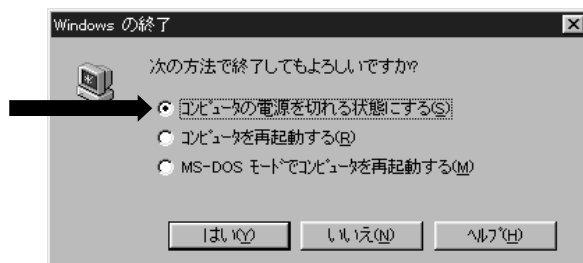 Windows の終了
次の方法で終了してもよろしいですか?
ｺﾝﾋﾟｭｰﾀの電源を切れる状態にする(S)
ｺﾝﾋﾟｭｰﾀを再起動する(R)
MS-DOS ﾓｰﾄﾞでｺﾝﾋﾟｭｰﾀを再起動する(M)
はい(Y) いいえ(N) ﾍﾙﾌﾟ(H)